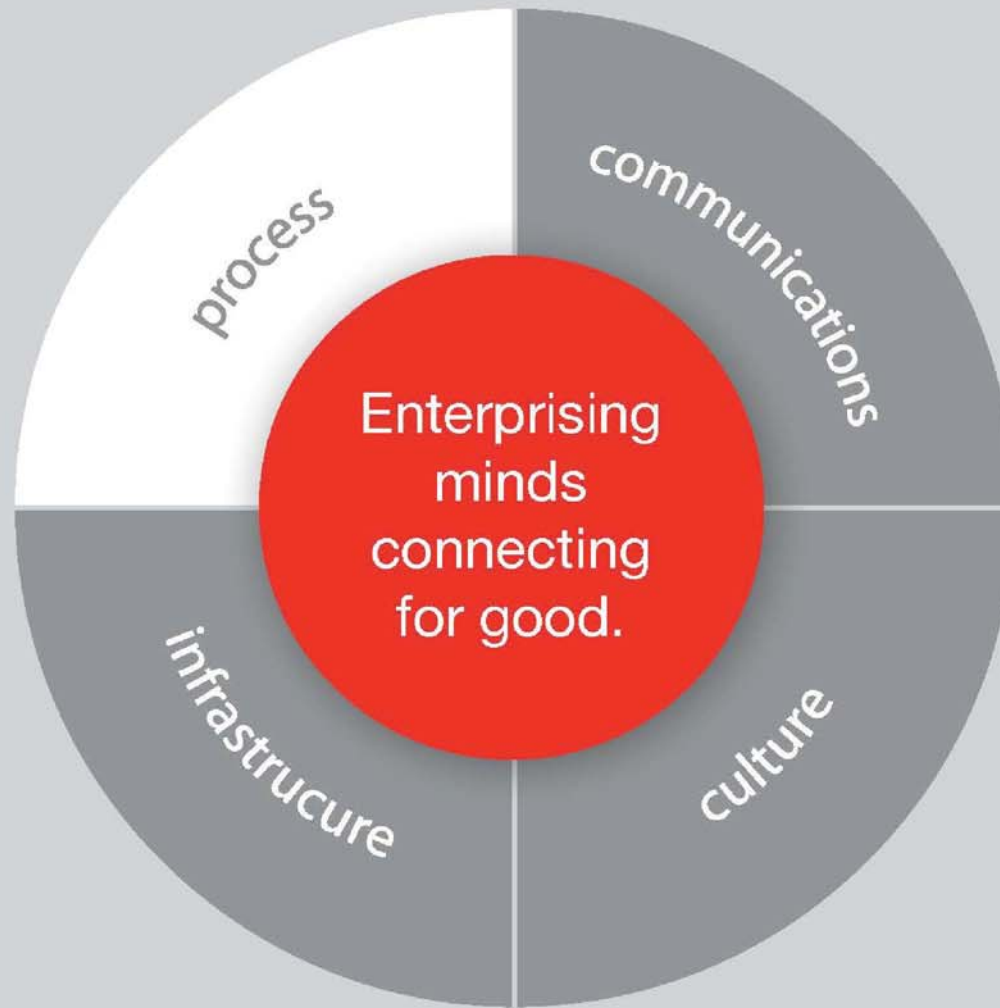 process
communications
Enterprising
minds
connecting
for good.
infrastrucure
culture